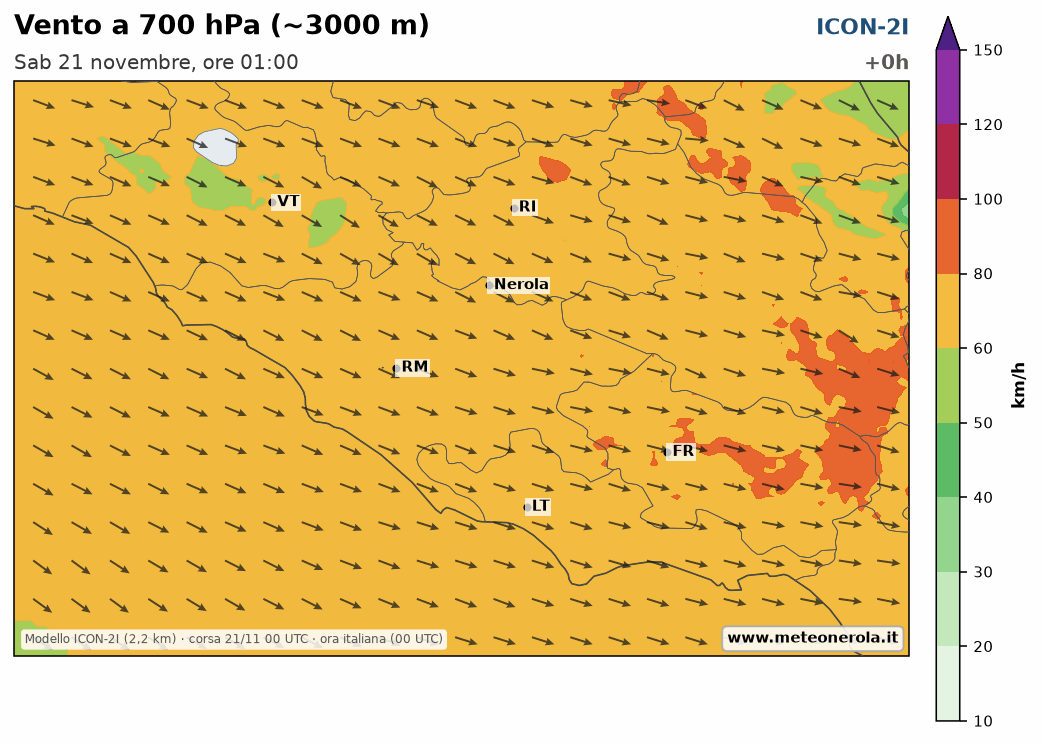 Vento a 700 hPa (~3000 m)
ICON-2I
Sab 21 novembre, ore 01:00
+0h
150
120
100
80
60
50
40
30
20
10
km/h
VT
RI
Nerola
RM
FR
LT
Modello ICON-2I (2,2 km) · corsa 21/11 00 UTC · ora italiana (00 UTC)
www.meteonerola.it